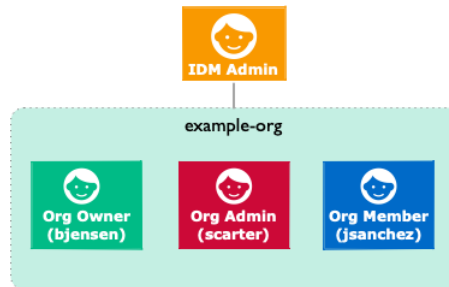 IDM Admin
example-org
Org Owner
(bjensen)
Org Admin
(scarter)
Org Member
(jsanchez)